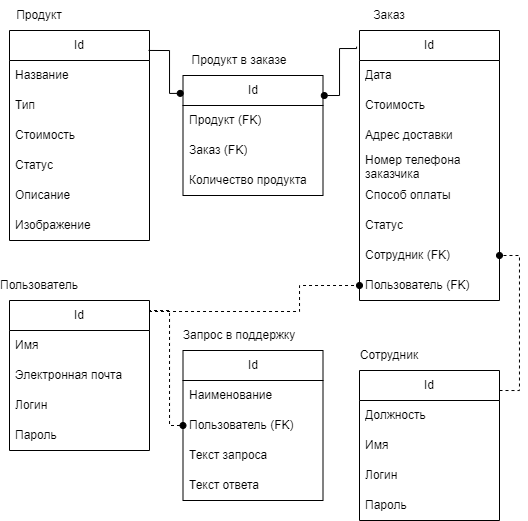 Продукт
Id
Название
Тип
Стоимость
Статус
Описание
Изображение
Продукт в заказе
Id
Продукт (FK)
Заказ (FK)
Количество продукта
Заказ
Id
Дата
Стоимость
Адрес доставки
Номер телефона
заказчика
Способ оплаты
Статус
Сотрудник (FK)
Пользователь (FK)
Пользователь
Id
Имя
Электронная почта
Логин
Пароль
Запрос в поддержку
Id
Наименование
Пользователь (FK)
Текст запроса
Текст ответа
Сотрудник
Id
Должность
Имя
Логин
Пароль